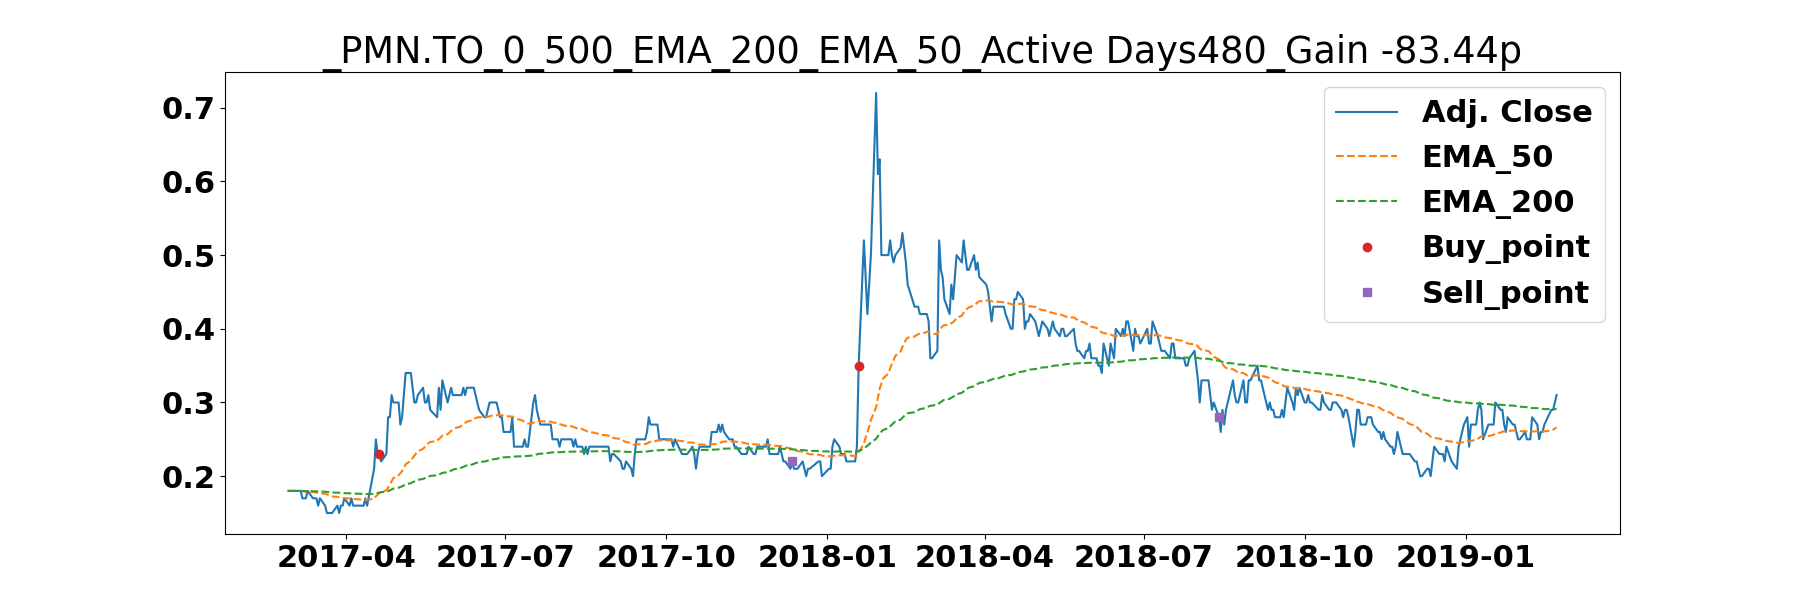 _PMN.TO_0_500_EMA_200_EMA_50_Active Days480_Gain -83.44p
0.7
0.6
0.5
0.4
0.3
0.2
Adj. Close
EMA_50
EMA_200
Buy_point
Sell_point
2017-04 2017-07 2017-10 2018-01 2018-04 2018-07 2018-10 2019-01